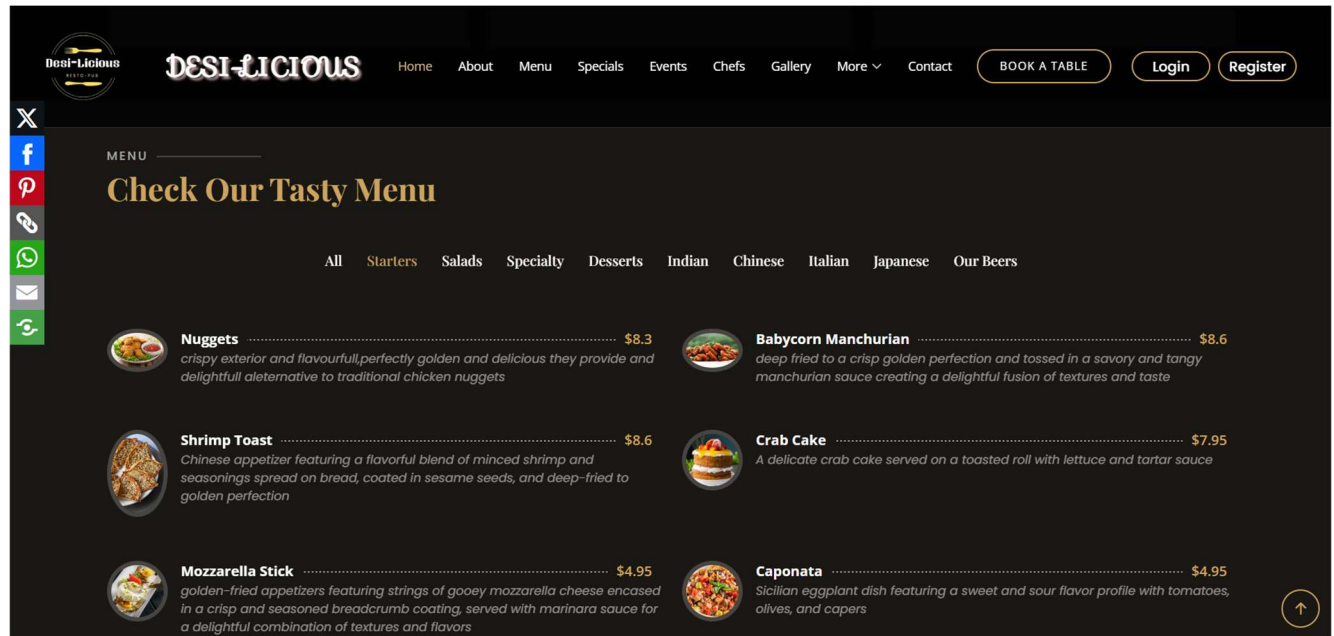 Desi-Licious
RESTO-PUB
DESI-LICIOUS
Home About Menu Specials Events Chefs Gallery More Contact BOOK A TABLE Login Register
MENU
Check Our Tasty Menu
All Starters Salads Specialty Desserts Indian Chinese Italian Japanese Our Beers
Nuggets $8.3
crispy exterior and flavourfull,perfectly golden and delicious they provide and
delightfull aleternative to traditional chicken nuggets
Babycorn Manchurian $8.6
deep fried to a crisp golden perfection and tossed in a savory and tangy
manchurian sauce creating a delightful fusion of textures and taste
Shrimp Toast $8.6
Chinese appetizer featuring a flavorful blend of minced shrimp and
seasonings spread on bread, coated in sesame seeds, and deep-fried to
golden perfection
Crab Cake $7.95
A delicate crab cake served on a toasted roll with lettuce and tartar sauce
Mozzarella Stick $4.95
golden-fried appetizers featuring strings of gooey mozzarella cheese encased
in a crisp and seasoned breadcrumb coating, served with marinara sauce for
a delightful combination of textures and flavors
Caponata $4.95
Sicilian eggplant dish featuring a sweet and sour flavor profile with tomatoes,
olives, and capers